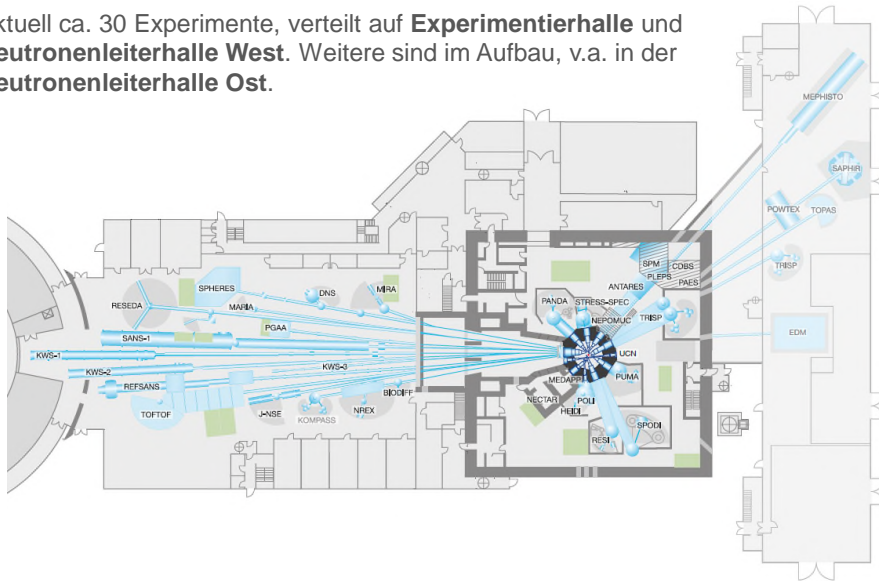 ktuell ca. 30 Experimente, verteilt auf Experimentierhalle und
eutronenleiterhalle West. Weitere sind im Aufbau, v.a. in der
eutronenleiterhalle Ost.
MEPHISTO
SAPHIR
POWTEX
TOPAS
TRISP
EDM
SPM
CDBS
PLEPS
PAES
ANTARES
PANDA
STRESS-SPEC
NEPOMUC
TRISP
UCN
MEDAPP
PUMA
NECTAR
POLI
HEIDI
SPODI
RESI
SPHERES
DNS
MIRA
RESEDA
MARIA
PGAA
SANS-1
KWS-1
KWS-3
KWS-2
REFSANS
BIODIFF
TOFTOF
J-NSE
KOMPASS
NREX